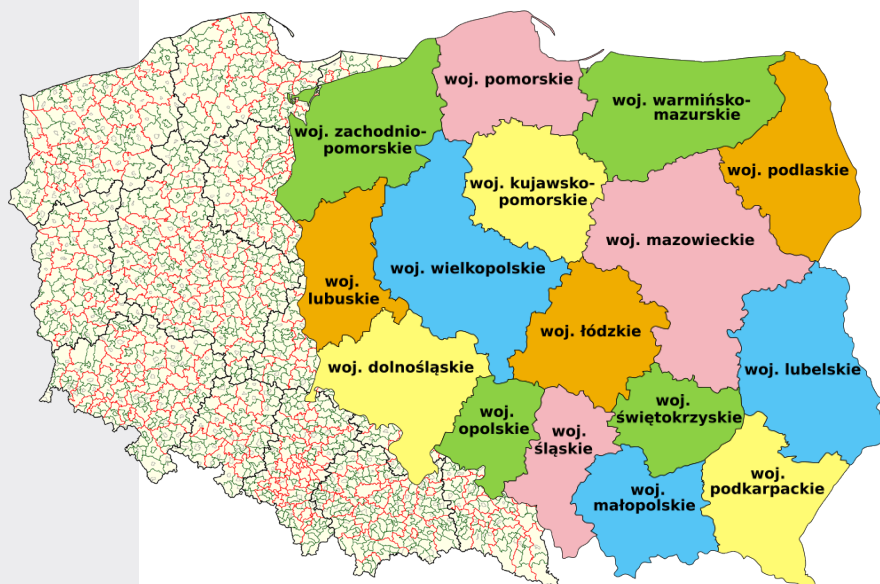 woj. pomorskie
woj. warmińsko-
mazurskie
woj. zachodnio-
pomorskie
woj. podlaskie
woj. kujawsko-
pomorskie
woj. mazowieckie
woj. wielkopolskie
woj.
lubuskie
woj. łódzkie
woj. dolnośląskie
woj. lubelskie
woj.
opolskie
woj.
świętokrzyskie
woj.
śląskie
woj.
podkarpackie
woj.
małopolskie